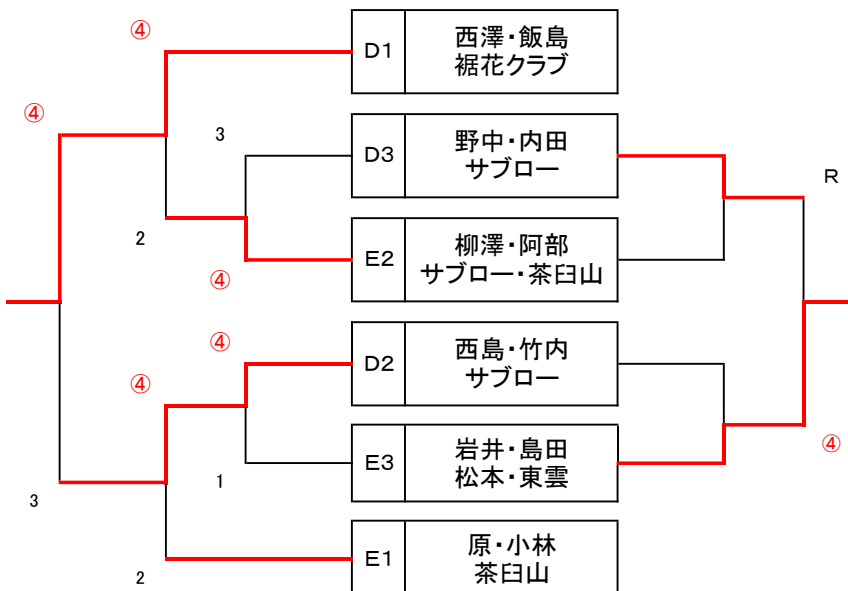 ④
D1
西澤・飯島
裾花クラブ
④
3
D3
野中・内田
サブロー
R
2
E2
柳澤・阿部
サブロー・茶臼山
④
④
D2
西島・竹内
サブロー
④
1
E3
岩井・島田
松本・東雲
④
3
E1
原・小林
茶臼山
2